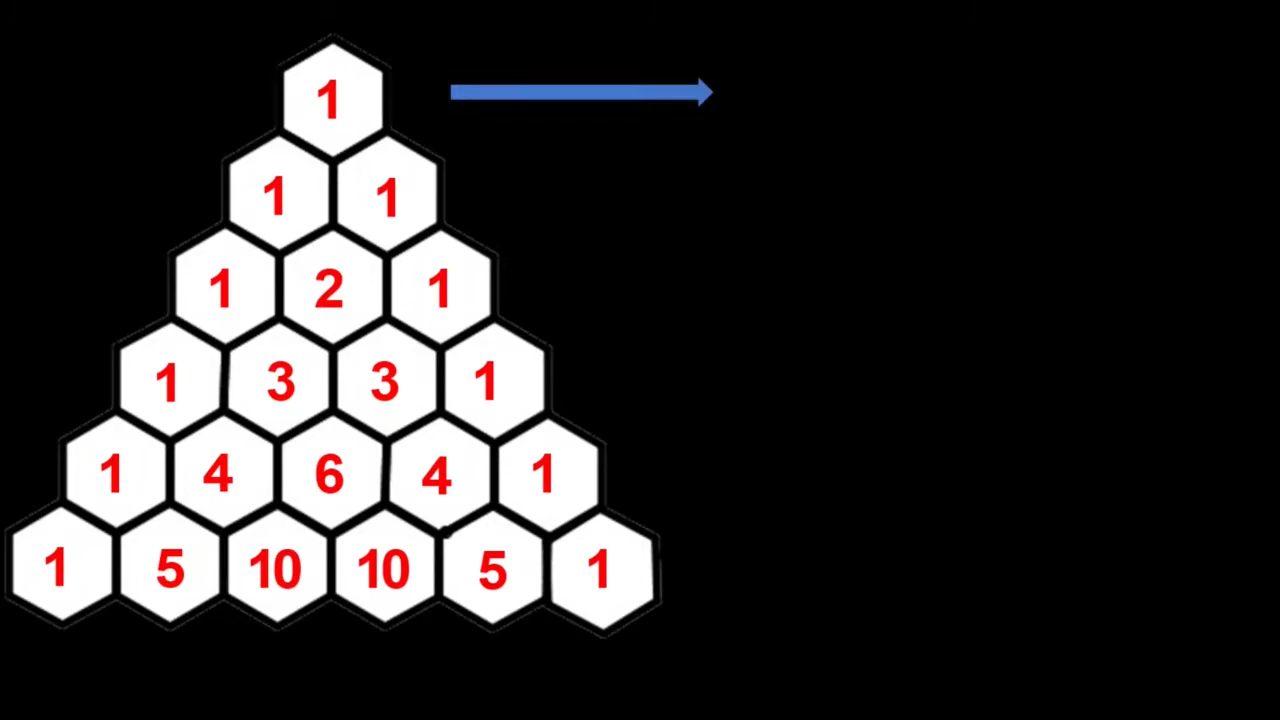 1
1 1
1 2 1
1 3 3 1
1 4 6 4 1
1 5 10 10 5 1